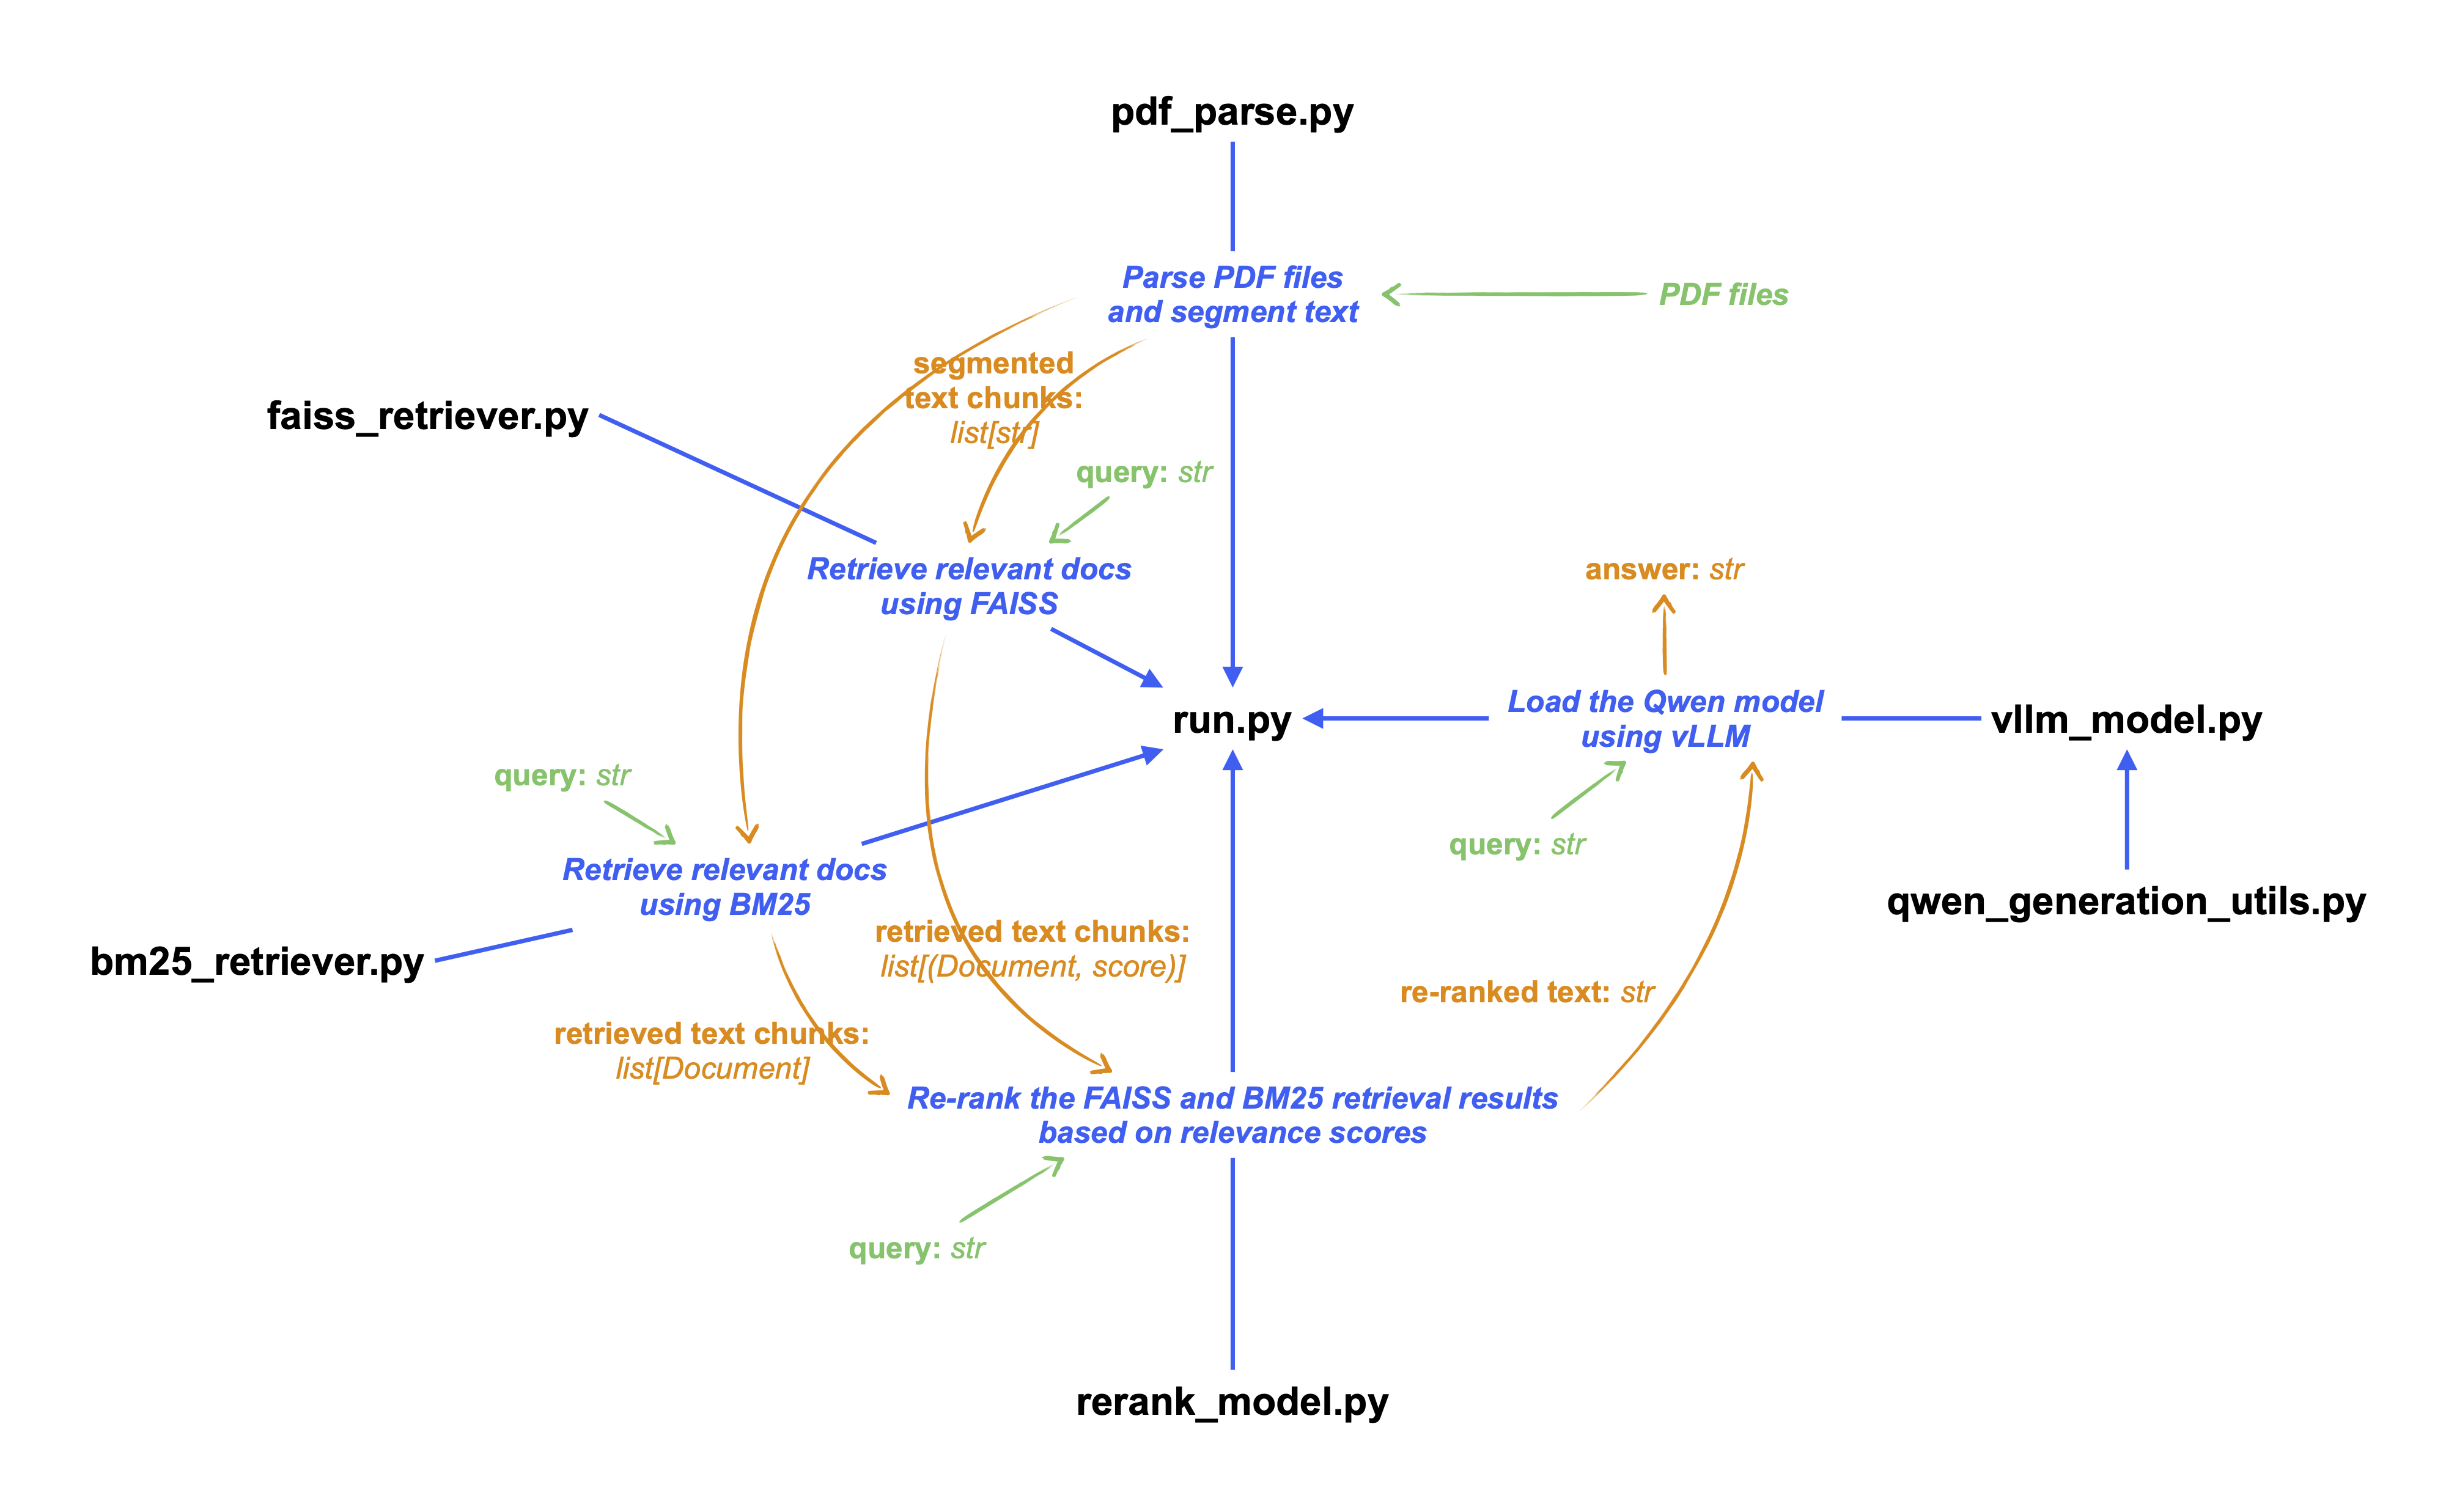 pdf_parse.py
Parse PDF files
and segment text
PDF files
segmented
text chunks:
list[str]
faiss_retriever.py
query: str
Retrieve relevant docs
using FAISS
answer: str
run.py
Load the Qwen model
using vLLM
vllm_model.py
query: str
query: str
Retrieve relevant docs
using BM25
qwen_generation_utils.py
bm25_retriever.py
retrieved text chunks:
list[(Document, score)]
re-ranked text: str
retrieved text chunks:
list[Document]
Re-rank the FAISS and BM25 retrieval results
based on relevance scores
query: str
rerank_model.py